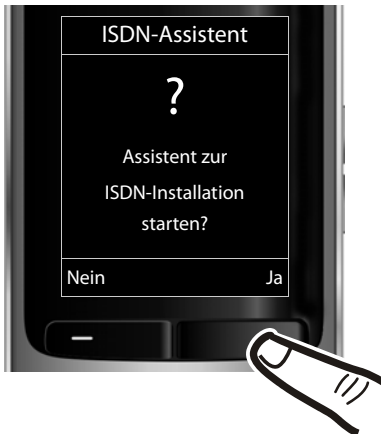 ISDN-Assistent
?
Assistent zur
ISDN-Installation
starten?
Nein Ja